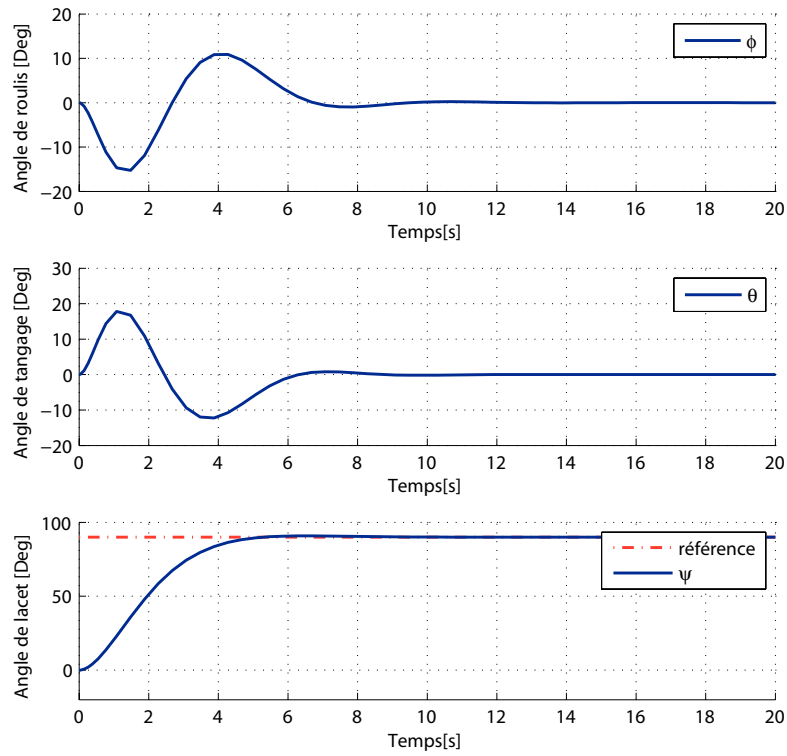 Angle de roulis [Deg]
20
10
0
−10
−20
ϕ
0 2 4 6 8 10 12 14 16 18 20
Temps[s]
Angle de tangage [Deg]
30
20
10
0
−10
−20
θ
0 2 4 6 8 10 12 14 16 18 20
Temps[s]
Angle de lacet [Deg]
100
50
0
référence
ψ
0 2 4 6 8 10 12 14 16 18 20
Temps[s]